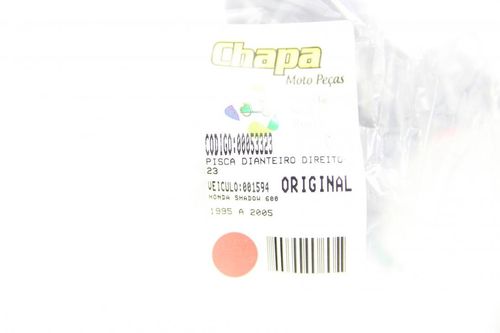 Chapa
Moto Peças
CODIGO:00053323
PISCA DIANTEIRO DIREITO
23
VEICULO:001594 ORIGINAL
HONDA SHADOW 600
1995 A 2005